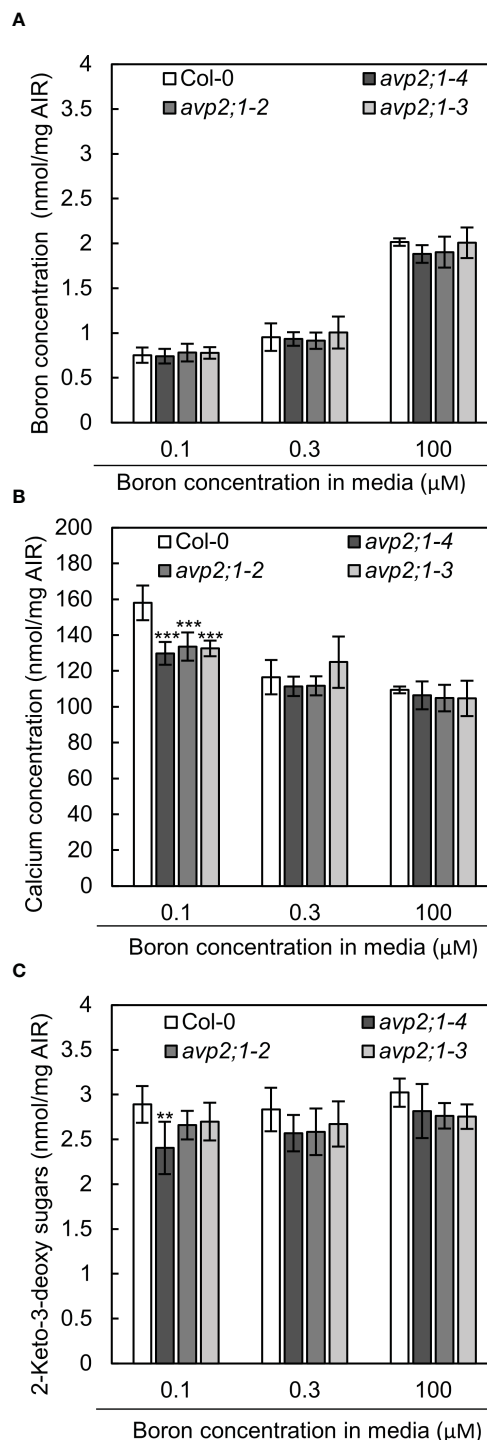 A
Boron concentration (nmol/mg AIR)
Col-0 avp2;1-4
avp2;1-2 avp2;1-3
4
3.5
3
2.5
2
1.5
1
0.5
0
0.1 0.3 100
Boron concentration in media (μM)
B
Calcium concentration (nmol/mg AIR)
Col-0 avp2;1-4
avp2;1-2 avp2;1-3
200
180
160
140
120
100
80
60
40
20
0
*** *** ***
0.1 0.3 100
Boron concentration in media (μM)
C
2-Keto-3-deoxy sugars (nmol/mg AIR)
Col-0 avp2;1-4
avp2;1-2 avp2;1-3
4
3.5
3
2.5
2
1.5
1
0.5
0
**
0.1 0.3 100
Boron concentration in media (μM)